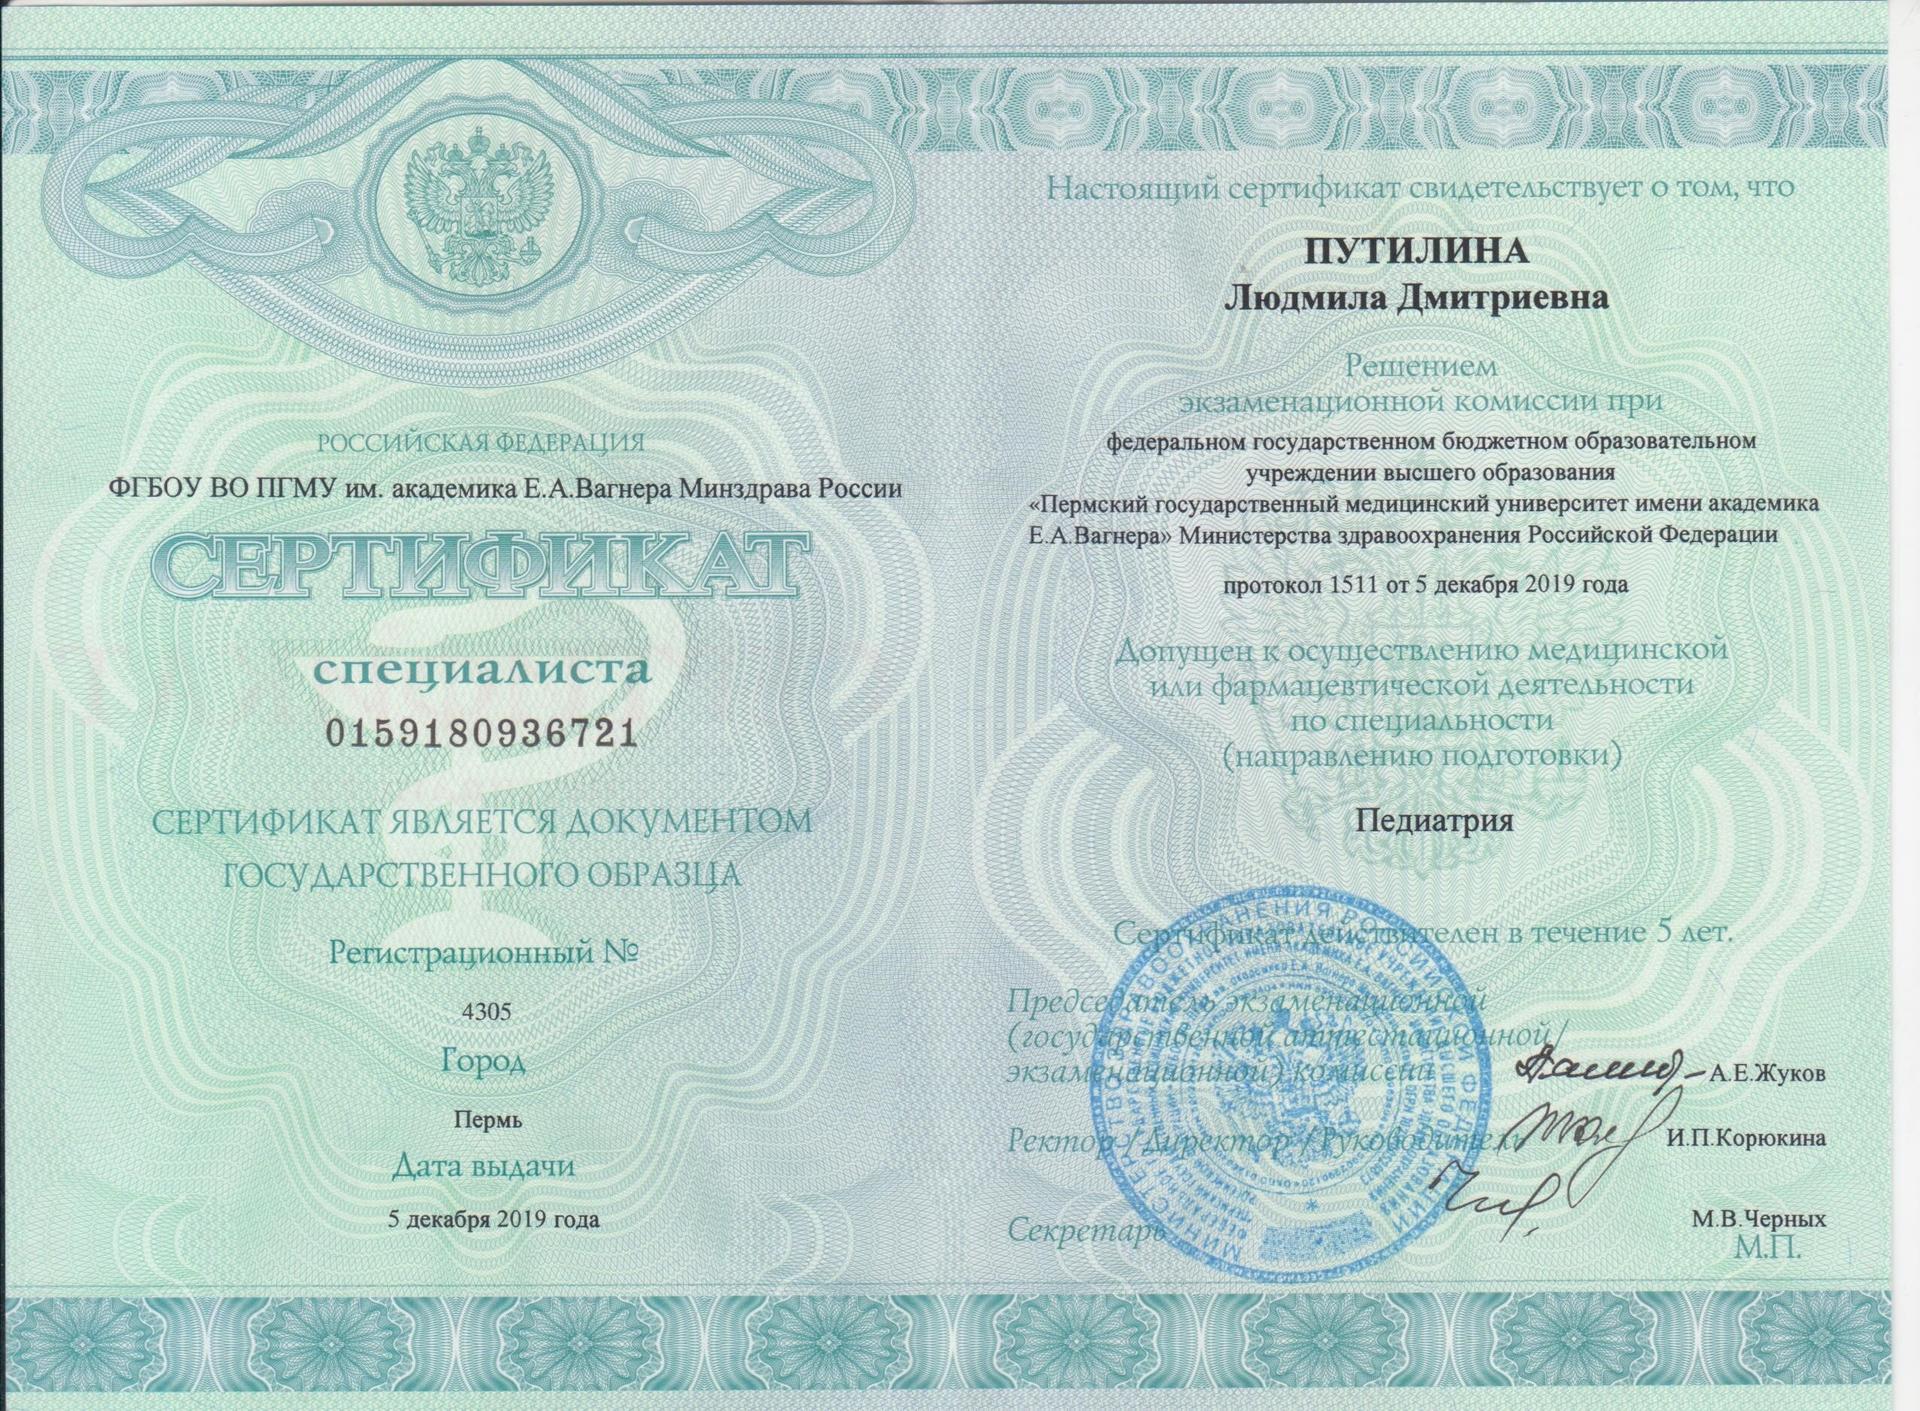 РОССИЙСКАЯ ФЕДЕРАЦИЯ
ФГБОУ ВО ПГМУ им. академика Е.А.Вагнера Минздрава России
СЕРТИФИКАТ
специалиста
0159180936721
СЕРТИФИКАТ ЯВЛЯЕТСЯ ДОКУМЕНТОМ
ГОСУДАРСТВЕННОГО ОБРАЗЦА
Регистрационный №
4305
Город
Пермь
Дата выдачи
5 декабря 2019 года
Настоящий сертификат свидетельствует о том, что
ПУТИЛИНА
Людмила Дмитриевна
Решением
экзаменационной комиссии при
федеральном государственном бюджетном образовательном
учреждении высшего образования
«Пермский государственный медицинский университет имени академика
Е.А.Вагнера» Министерства здравоохранения Российской Федерации
протокол 1511 от 5 декабря 2019 года
Допущен к осуществлению медицинской
или фармацевтической деятельности
по специальности
(направлению подготовки)
Педиатрия
Сертификат действителен в течение 5 лет.
Председатель экзаменационной
(государственной аттестационной/
экзаменационной) комиссии
А.Е.Жуков
Ректор /Директор /Руководитель
И.П.Корюкина
Секретарь
М.В.Черных
М.П.